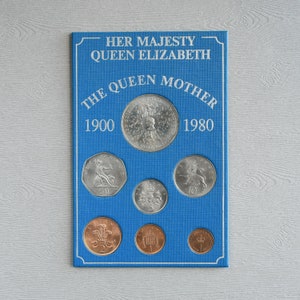 HER MAJESTY
QUEEN ELIZABETH
THE QUEEN MOTHER
1900 1980